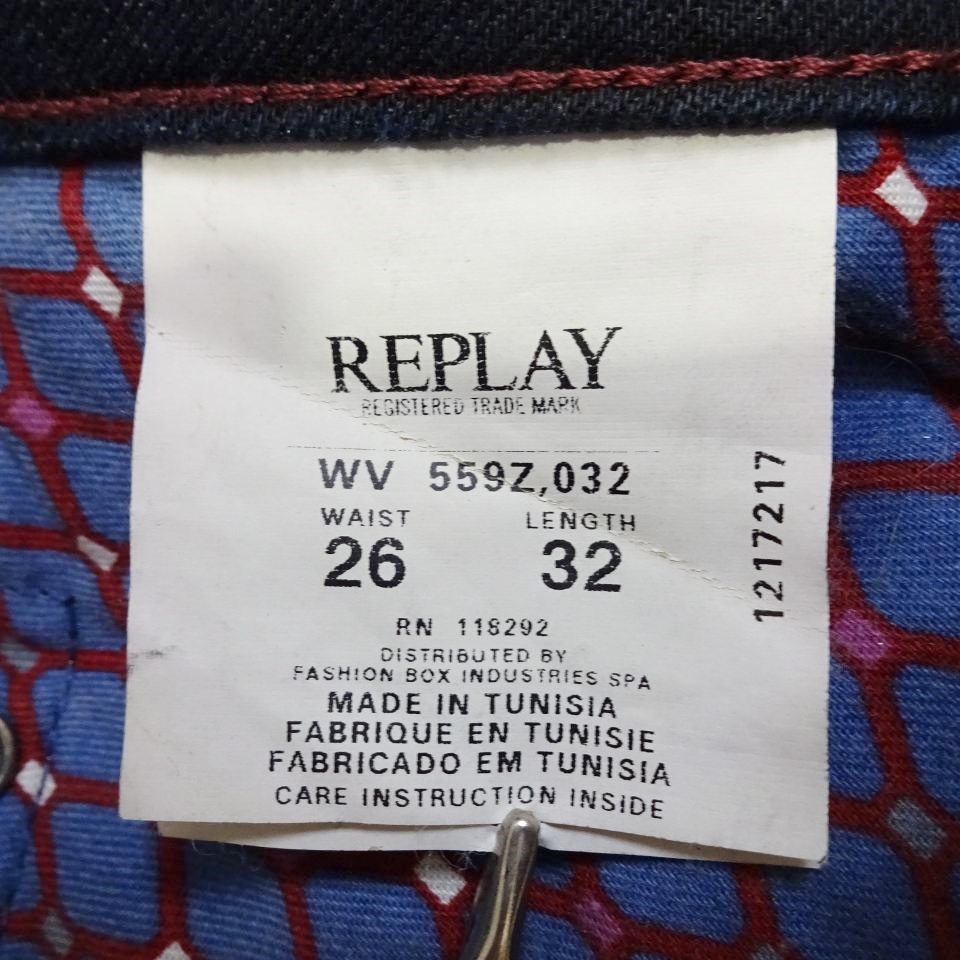 REPLAY
REGISTERED TRADE MARK
WV 559Z,032
WAIST LENGTH
26 32
RN 118292
DISTRIBUTED BY
FASHION BOX INDUSTRIES SPA
MADE IN TUNISIA
FABRIQUE EN TUNISIE
FABRICADO EM TUNISIA
CARE INSTRUCTION INSIDE
1217217